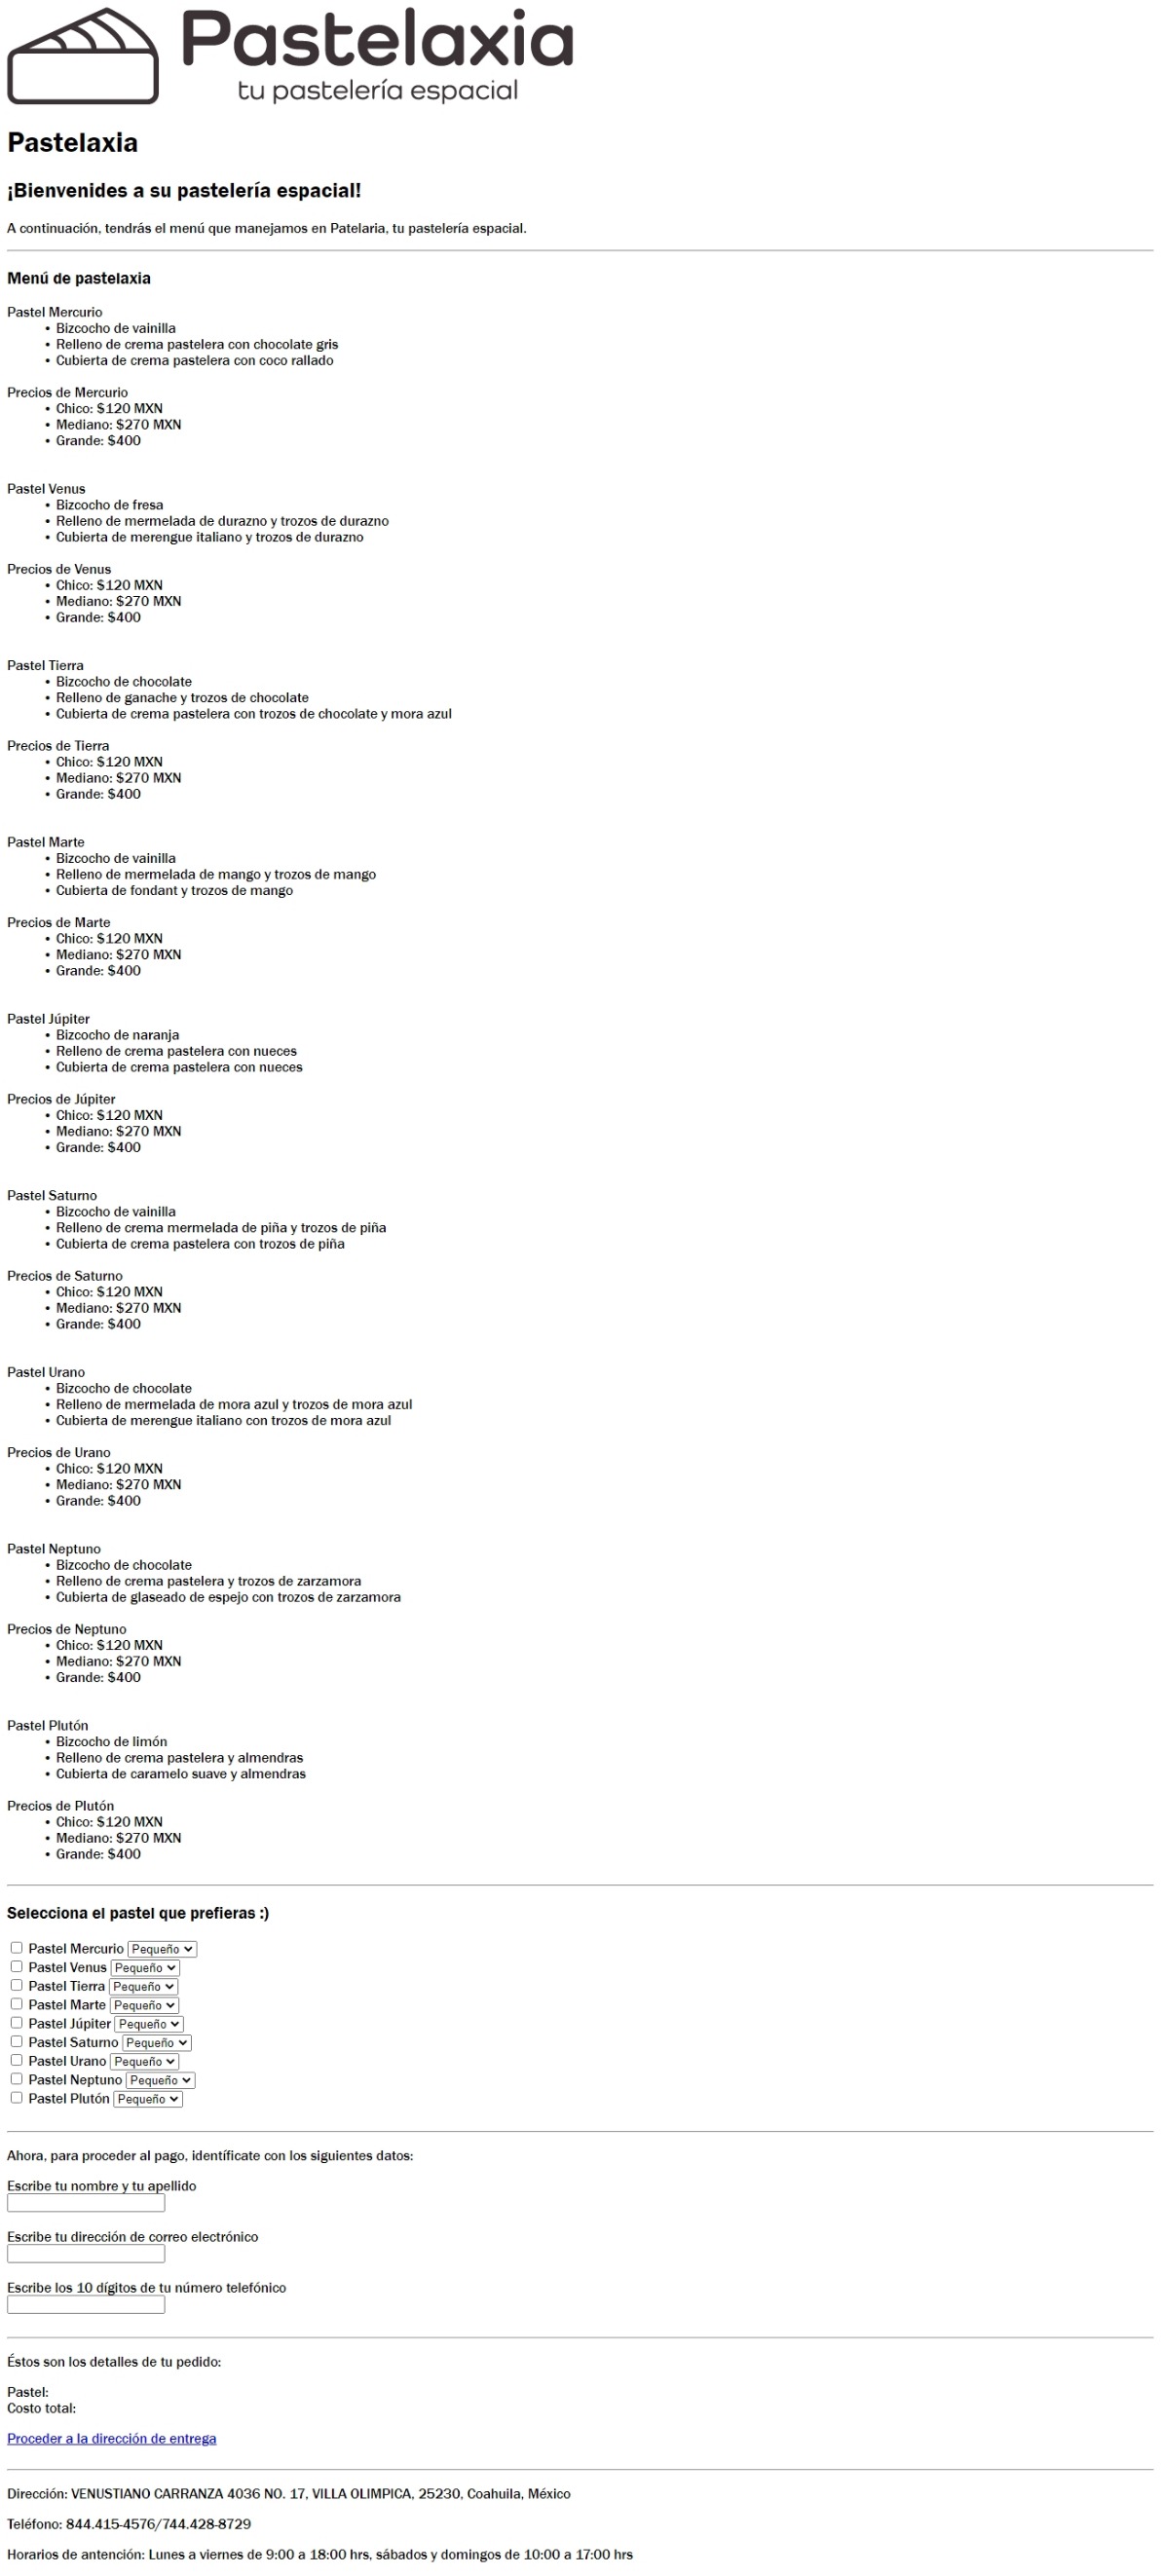 Pastelaxia
tu pastelería espacial
Pastelaxia
¡Bienvenides a su pastelería espacial!
A continuación, tendrás el menú que manejamos en Patelaria, tu pastelería espacial.
Menú de pastelaxia
Pastel Mercurio
• Bizcocho de vainilla
• Relleno de crema pastelera con chocolate gris
• Cubierta de crema pastelera con coco rallado
Precios de Mercurio
• Chico: $120 MXN
• Mediano: $270 MXN
• Grande: $400
Pastel Venus
• Bizcocho de fresa
• Relleno de mermelada de durazno y trozos de durazno
• Cubierta de merengue italiano y trozos de durazno
Precios de Venus
• Chico: $120 MXN
• Mediano: $270 MXN
• Grande: $400
Pastel Tierra
• Bizcocho de chocolate
• Relleno de ganache y trozos de chocolate
• Cubierta de crema pastelera con trozos de chocolate y mora azul
Precios de Tierra
• Chico: $120 MXN
• Mediano: $270 MXN
• Grande: $400
Pastel Marte
• Bizcocho de vainilla
• Relleno de mermelada de mango y trozos de mango
• Cubierta de fondant y trozos de mango
Precios de Marte
• Chico: $120 MXN
• Mediano: $270 MXN
• Grande: $400
Pastel Júpiter
• Bizcocho de naranja
• Relleno de crema pastelera con nueces
• Cubierta de crema pastelera con nueces
Precios de Júpiter
• Chico: $120 MXN
• Mediano: $270 MXN
• Grande: $400
Pastel Saturno
• Bizcocho de vainilla
• Relleno de crema mermelada de piña y trozos de piña
• Cubierta de crema pastelera con trozos de piña
Precios de Saturno
• Chico: $120 MXN
• Mediano: $270 MXN
• Grande: $400
Pastel Urano
• Bizcocho de chocolate
• Relleno de mermelada de mora azul y trozos de mora azul
• Cubierta de merengue italiano con trozos de mora azul
Precios de Urano
• Chico: $120 MXN
• Mediano: $270 MXN
• Grande: $400
Pastel Neptuno
• Bizcocho de chocolate
• Relleno de crema pastelera y trozos de zarzamora
• Cubierta de glaseado de espejo con trozos de zarzamora
Precios de Neptuno
• Chico: $120 MXN
• Mediano: $270 MXN
• Grande: $400
Pastel Plutón
• Bizcocho de limón
• Relleno de crema pastelera y almendras
• Cubierta de caramelo suave y almendras
Precios de Plutón
• Chico: $120 MXN
• Mediano: $270 MXN
• Grande: $400
Selecciona el pastel que prefieras :)
Pastel Mercurio Pequeño
Pastel Venus Pequeño
Pastel Tierra Pequeño
Pastel Marte Pequeño
Pastel Júpiter Pequeño
Pastel Saturno Pequeño
Pastel Urano Pequeño
Pastel Neptuno Pequeño
Pastel Plutón Pequeño
Ahora, para proceder al pago, identíficate con los siguientes datos:
Escribe tu nombre y tu apellido
Escribe tu dirección de correo electrónico
Escribe los 10 dígitos de tu número telefónico
Éstos son los detalles de tu pedido:
Pastel:
Costo total:
Proceder a la dirección de entrega
Dirección: VENUSTIANO CARRANZA 4036 NO. 17, VILLA OLIMPICA, 25230, Coahuila, México
Teléfono: 844.415-4576/744.428-8729
Horarios de antención: Lunes a viernes de 9:00 a 18:00 hrs, sábados y domingos de 10:00 a 17:00 hrs